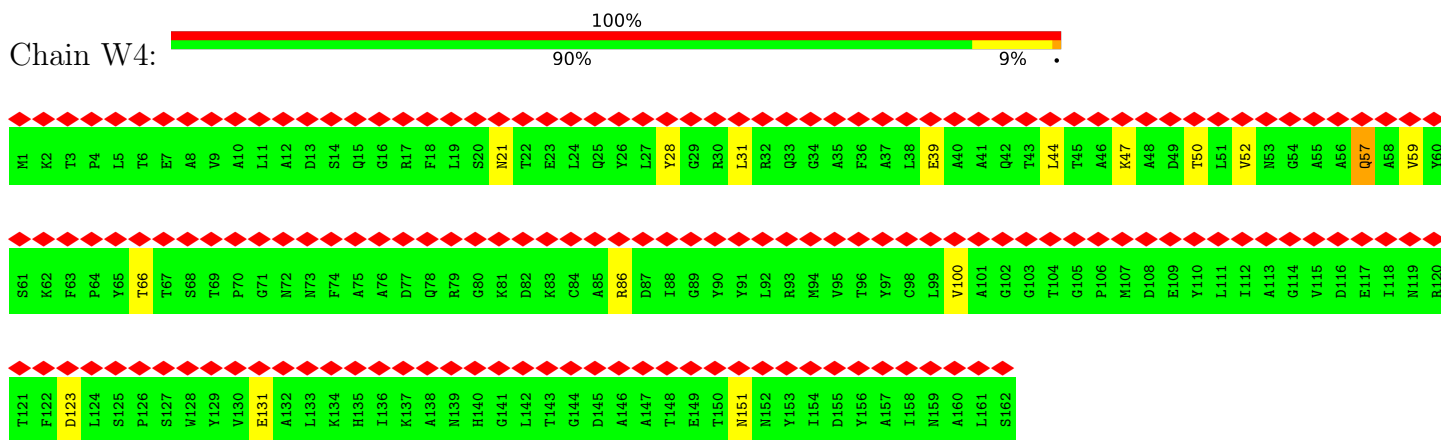 100%
Chain W4:
90% 9% •
M1 K2 T3 P4 L5 T6 E7 A8 V9 A10 L11 A12 D13 S14 Q15 G16 R17 F18 L19 S20 N21 T22 E23 L24 Q25 Y26 L27 Y28 G29 R30 L31 R32 Q33 G34 A35 F36 A37 L38 E39 A40 A41 Q42 T43 L44 T45 A46 K47 A48 D49 T50 L51 V52 N53 G54 A55 A56 Q57 A58 V59 Y60
S61 K62 F63 P64 Y65 T66 T67 S68 T69 P70 G71 N72 N73 F74 A75 A76 D77 Q78 R79 G80 K81 D82 K83 C84 A85 R86 D87 I88 G89 Y90 Y91 L92 R93 M94 V95 T96 Y97 C98 L99 V100 A101 G102 G103 T104 G105 P106 M107 D108 E109 Y110 L111 I112 A113 G114 V115 D116 E117 I118 N119 R120
T121 F122 D123 L124 S125 P126 S127 W128 Y129 V130 E131 A132 L133 K134 H135 I136 K137 A138 N139 H140 G141 L142 T143 G144 D145 A146 A147 T148 E149 T150 N151 N152 Y153 I154 D155 Y156 A157 I158 N159 A160 L161 S162